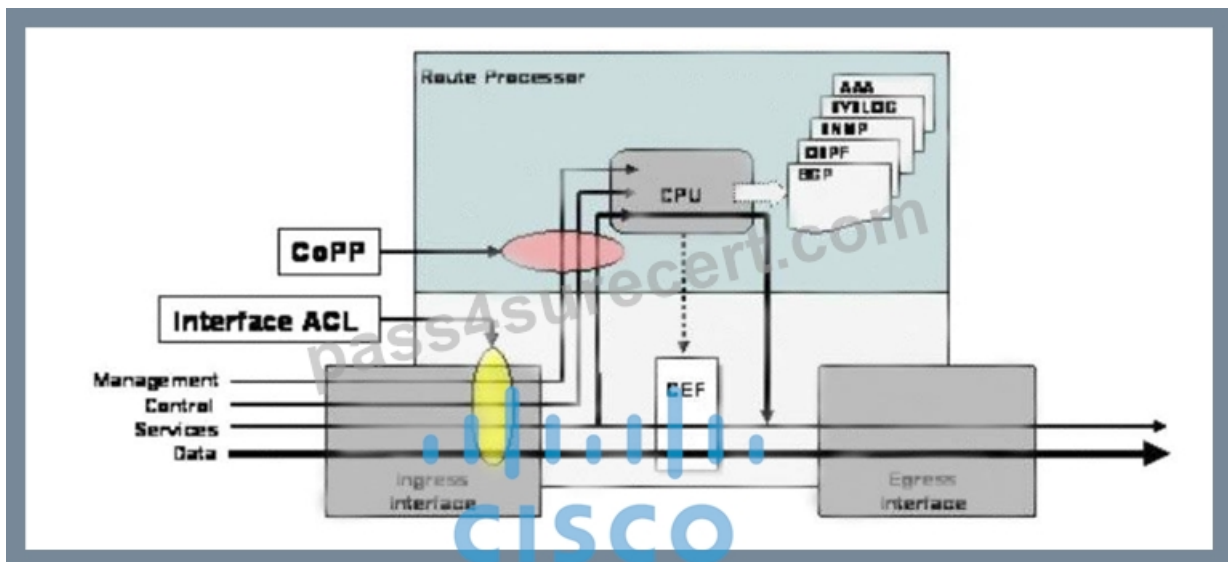 Route Processor
AAA
SYSLOG
SNMP
OSPF
BGP
CPU
CoPP
Interface ACL
Management
Control
Services
Data
CEF
Ingress
Interface
Egress
Interface
pass4surecert.com
CISCO